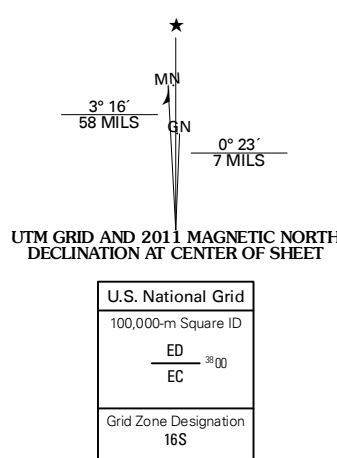 ★
MN
3° 16´
58 MILS
GN
0° 23´
7 MILS
UTM GRID AND 2011 MAGNETIC NORTH
DECLINATION AT CENTER OF SHEET
U.S. National Grid
100,000-m Square ID
ED
3800
EC
Grid Zone Designation
16S